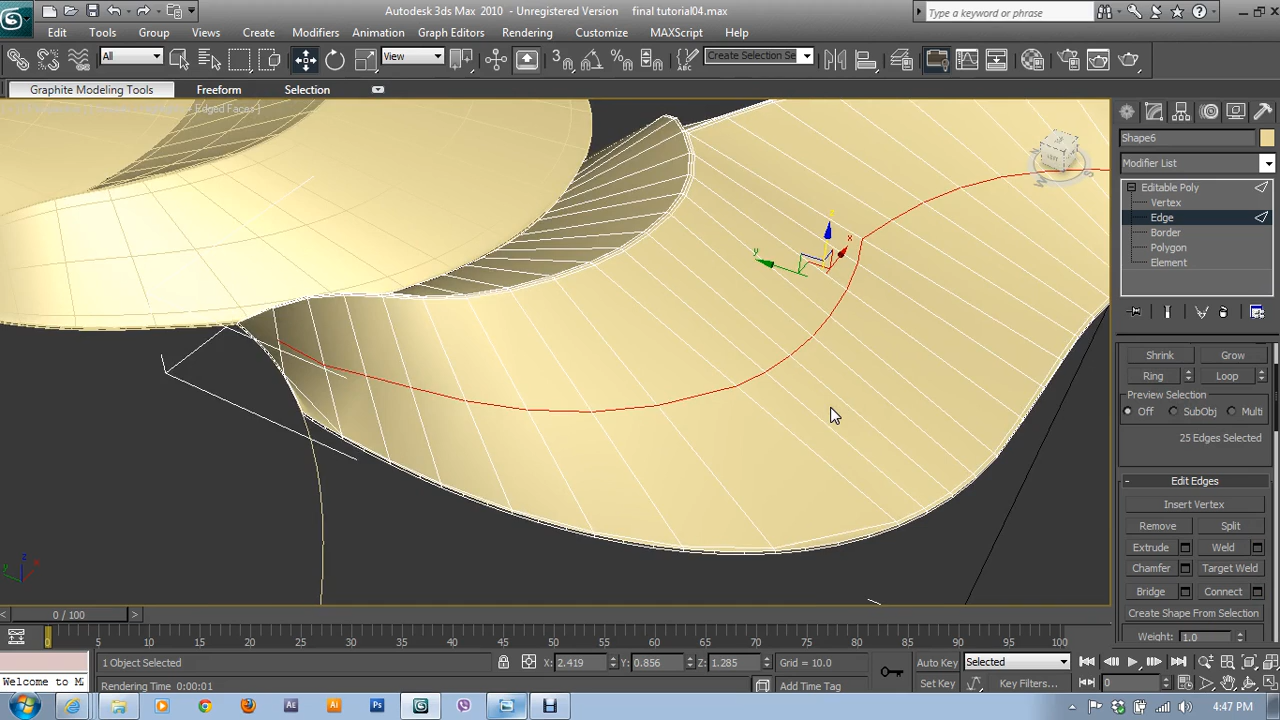 Autodesk 3ds Max 2010 - Unregistered Version final tutorial04.max
Type a keyword or phrase
Edit Tools Group Views Create Modifiers Animation Graph Editors Rendering Customize MAXScript Help
All View Create Selection Se
Graphite Modeling Tools Freeform Selection
Edged Faces ]
Shape6
Modifier List
Editable Poly
Vertex
Edge
Border
Polygon
Element
Shrink Grow
Ring Loop
Preview Selection
Off SubObj Multi
25 Edges Selected
Edit Edges
Insert Vertex
Remove Split
Extrude Weld
Chamfer Target Weld
Bridge Connect
Create Shape From Selection
Weight: 1.0
0 / 100
0 5 10 15 20 25 30 35 40 45 50 55 60 65 70 75 80 85 90 95 100
1 Object Selected X: 2.419 Y: 0.856 Z: 1.285 Grid = 10.0 Auto Key Selected
Welcome to M Rendering Time 0:00:01 Add Time Tag Set Key Key Filters... 0
4:47 PM